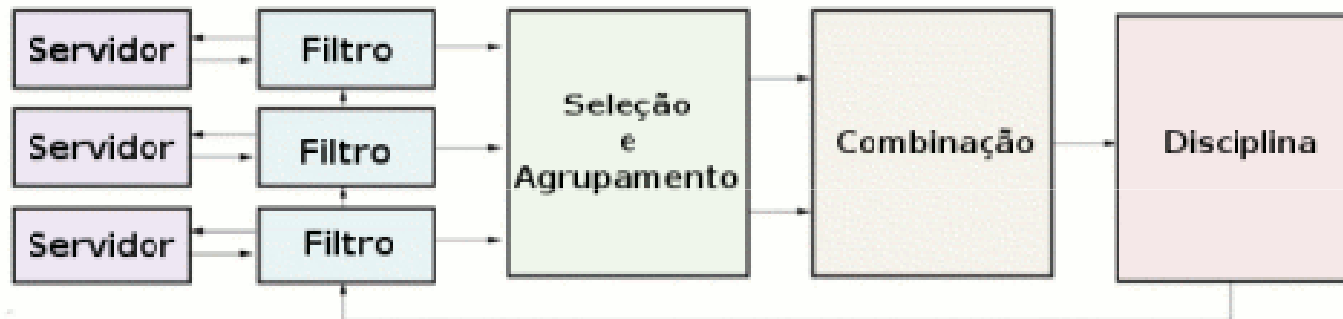 Servidor
Filtro
Servidor
Filtro
Servidor
Filtro
Seleção
e
Agrupamento
Combinação
Disciplina